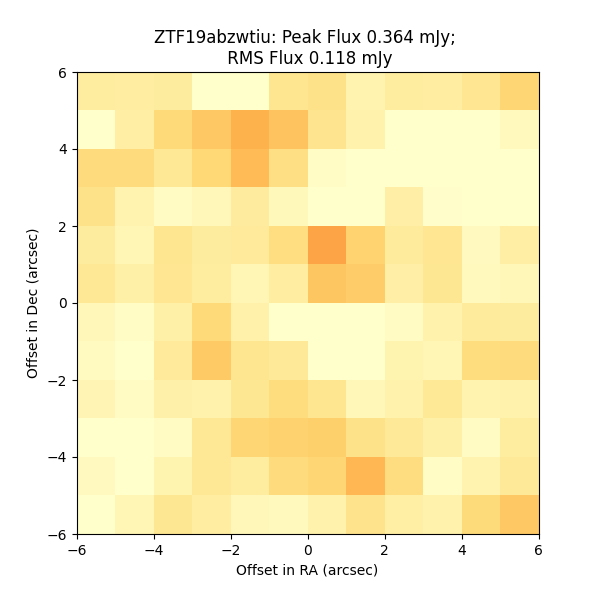 ZTF19abzwtiu: Peak Flux 0.364 mJy;
RMS Flux 0.118 mJy
6
4
2
0
−2
−4
−6
Offset in Dec (arcsec)
−6 −4 −2 0 2 4 6
Offset in RA (arcsec)